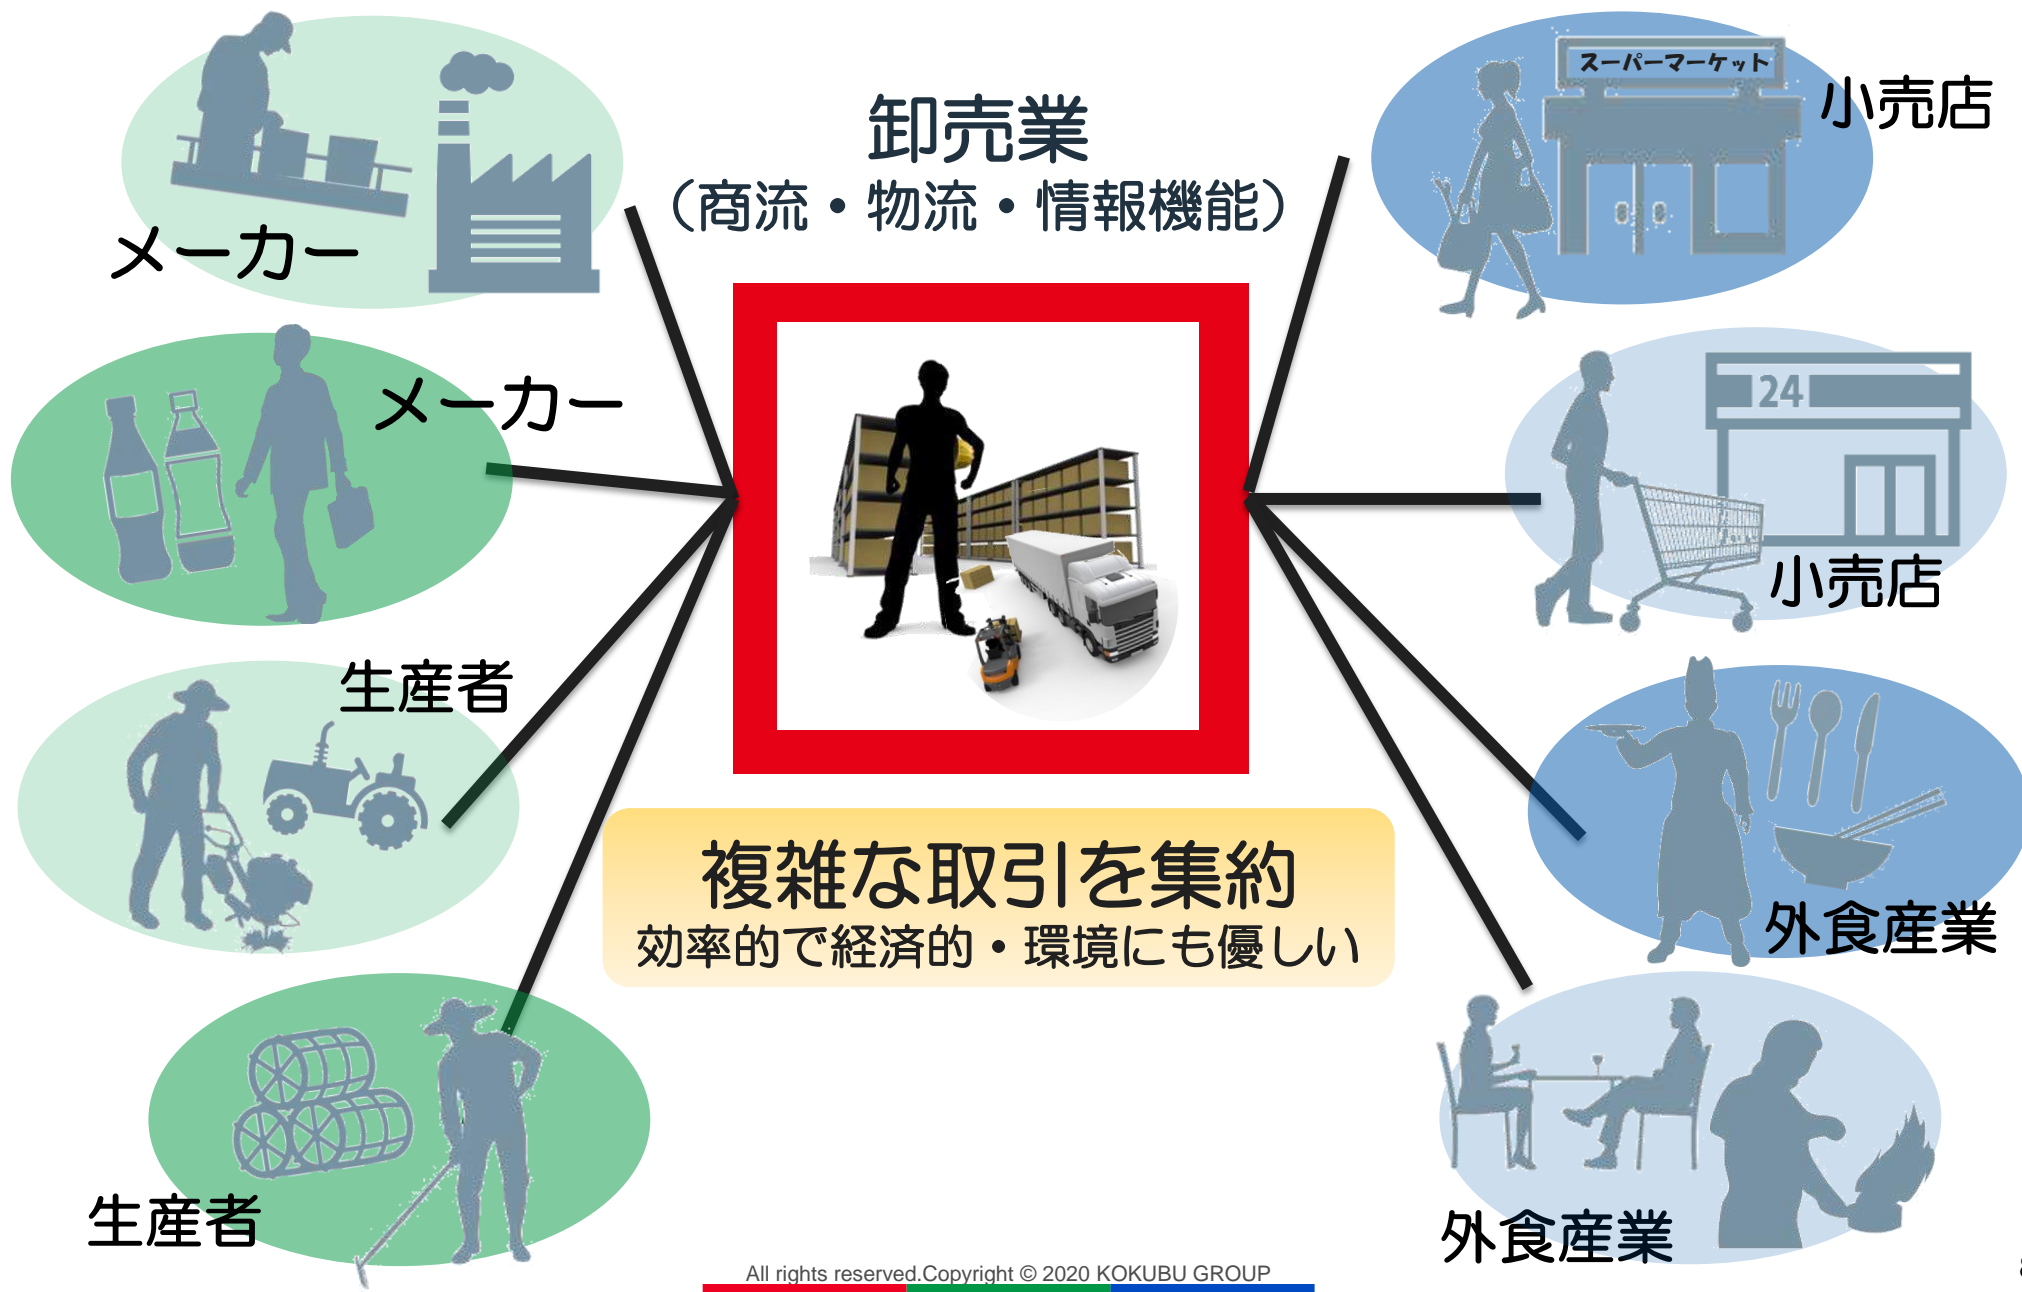 卸売業
（商流・物流・情報機能）
メーカー
メーカー
生産者
生産者
複雑な取引を集約
効率的で経済的・環境にも優しい
スーパーマーケット
小売店
24
小売店
外食産業
外食産業
All rights reserved.Copyright © 2020 KOKUBU GROUP